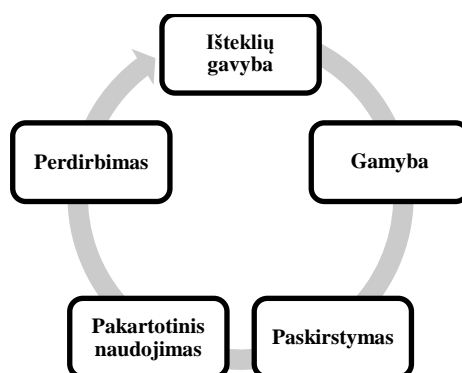 Išteklių
gavyba
Gamyba
Paskirstymas
Pakartotinis
naudojimas
Perdirbimas